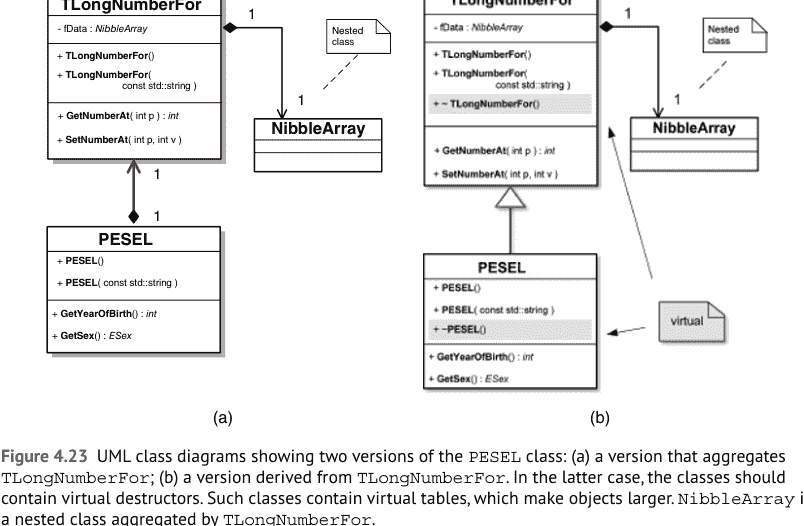 TLongNumberFor
- fData : NibbleArray
+ TLongNumberFor()
+ TLongNumberFor(
const std::string )
+ GetNumberAt( int p ) : int
+ SetNumberAt( int p, int v )
1
1
Nested
class
NibbleArray
1
1
PESEL
+ PESEL()
+ PESEL( const std::string )
+ GetYearOfBirth() : int
+ GetSex() : ESex
(a)
TLongNumberFor
- fData : NibbleArray
+ TLongNumberFor()
+ TLongNumberFor(
const std::string )
+ ~ TLongNumberFor()
+ GetNumberAt( int p ) : int
+ SetNumberAt( int p, int v )
1
1
Nested
class
NibbleArray
PESEL
+ PESEL()
+ PESEL( const std::string )
+ ~PESEL()
+ GetYearOfBirth() : int
+ GetSex() : ESex
virtual
(b)
Figure 4.23 UML class diagrams showing two versions of the PESEL class: (a) a version that aggregates
TLongNumberFor; (b) a version derived from TLongNumberFor. In the latter case, the classes should
contain virtual destructors. Such classes contain virtual tables, which make objects larger. NibbleArray i
a nested class aggregated by TLongNumberFor.